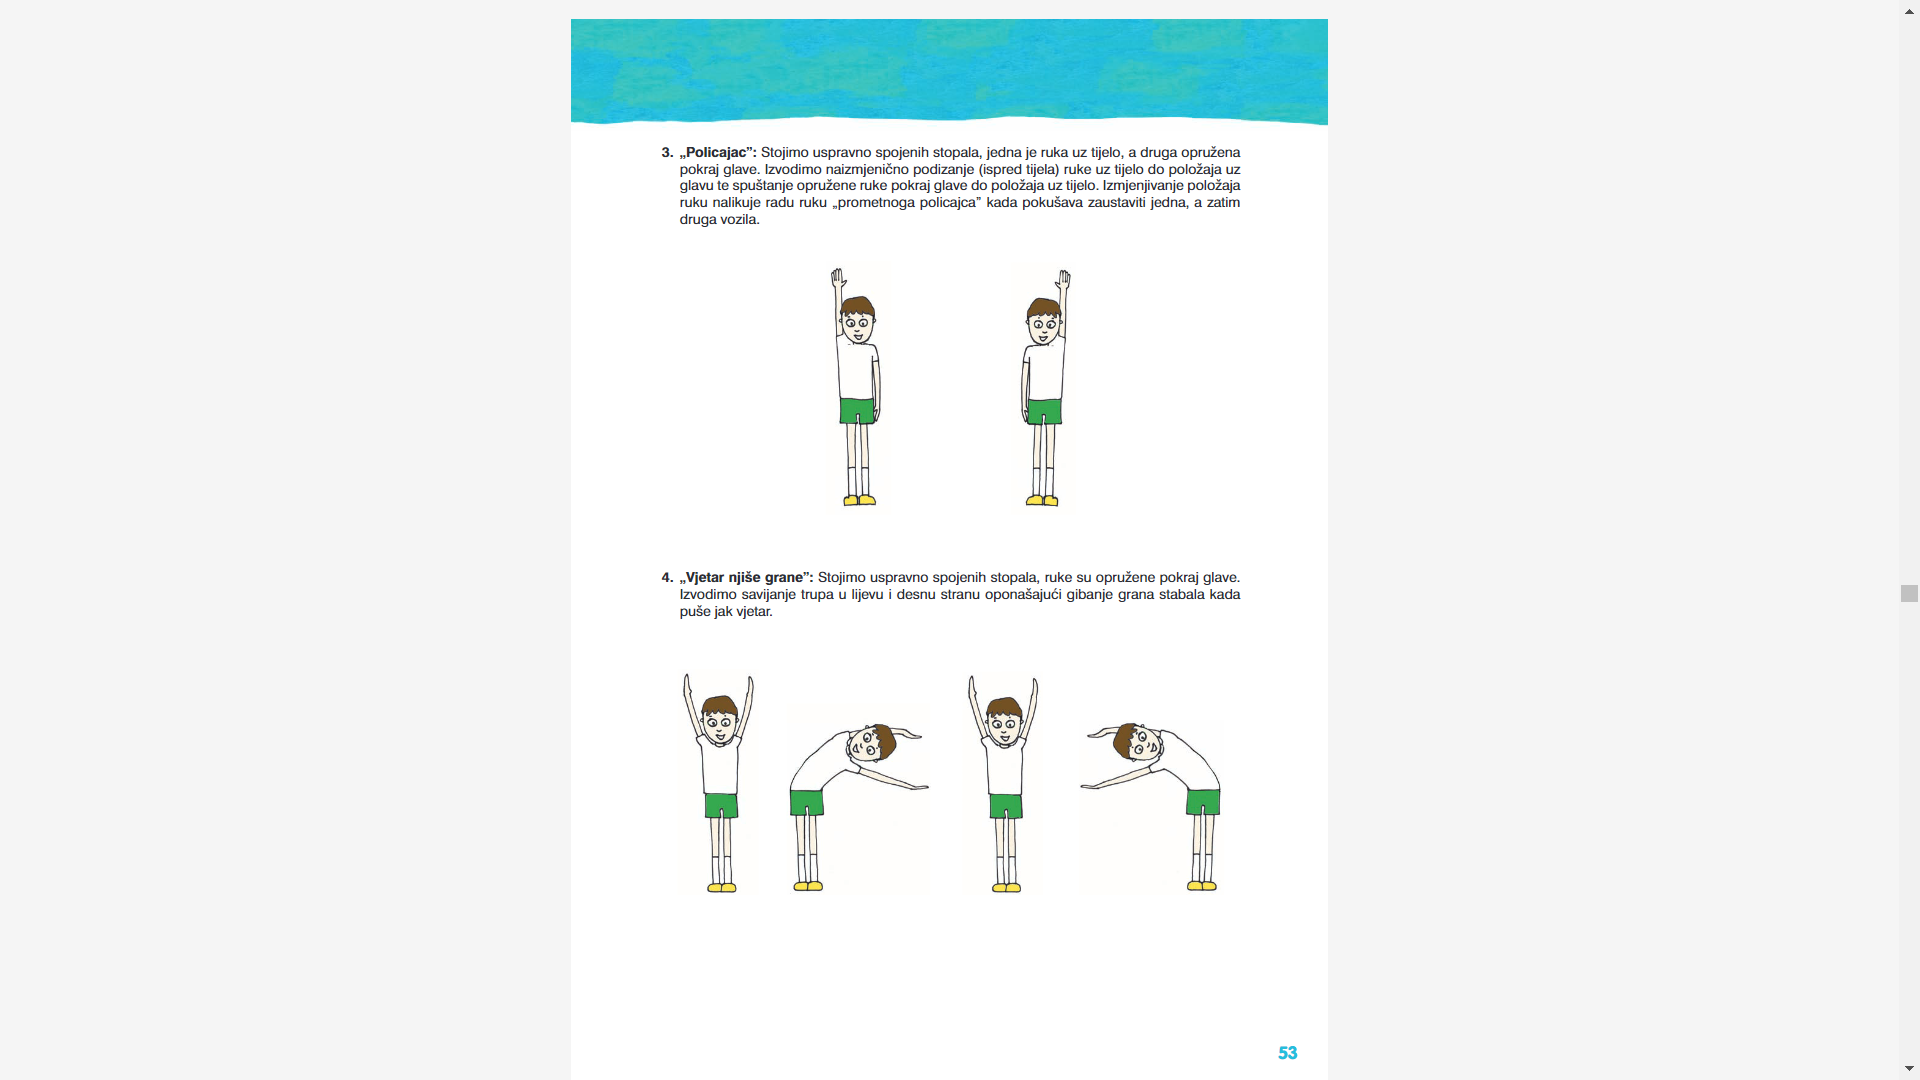 3. „Policajac”: Stojimo uspravno spojenih stopala, jedna je ruka uz tijelo, a druga opružena
pokraj glave. Izvodimo naizmjenično podizanje (ispred tijela) ruke uz tijelo do položaja uz
glavu te spuštanje opružene ruke pokraj glave do položaja uz tijelo. Izmjenjivanje položaja
ruku nalikuje radu ruku „prometnoga policajca” kada pokušava zaustaviti jedna, a zatim
druga vozila.
4. „Vjetar njiše grane”: Stojimo uspravno spojenih stopala, ruke su opružene pokraj glave.
Izvodimo savijanje trupa u lijevu i desnu stranu oponašajući gibanje grana stabala kada
puše jak vjetar.
53